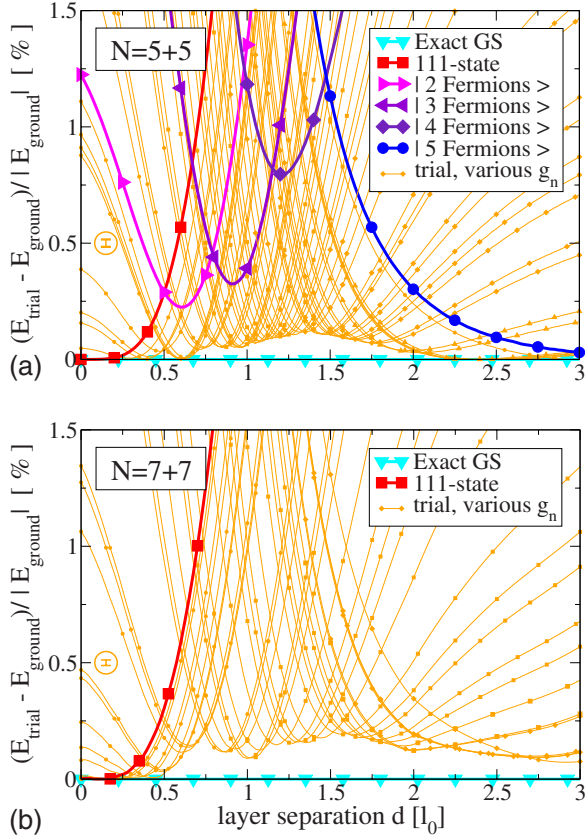 N=5+5
Exact GS
111-state
| 2 Fermions >
| 3 Fermions >
| 4 Fermions >
| 5 Fermions >
trial, various gₙ
(E_trial - E_ground)/| E_ground| [ % ]
1.5
1
0.5
0
0 0.5 1 1.5 2 2.5 3
(a)
N=7+7
Exact GS
111-state
trial, various gₙ
(E_trial - E_ground)/| E_ground| [ % ]
1.5
1
0.5
0
0 0.5 1 1.5 2 2.5 3
layer separation d [l₀]
(b)